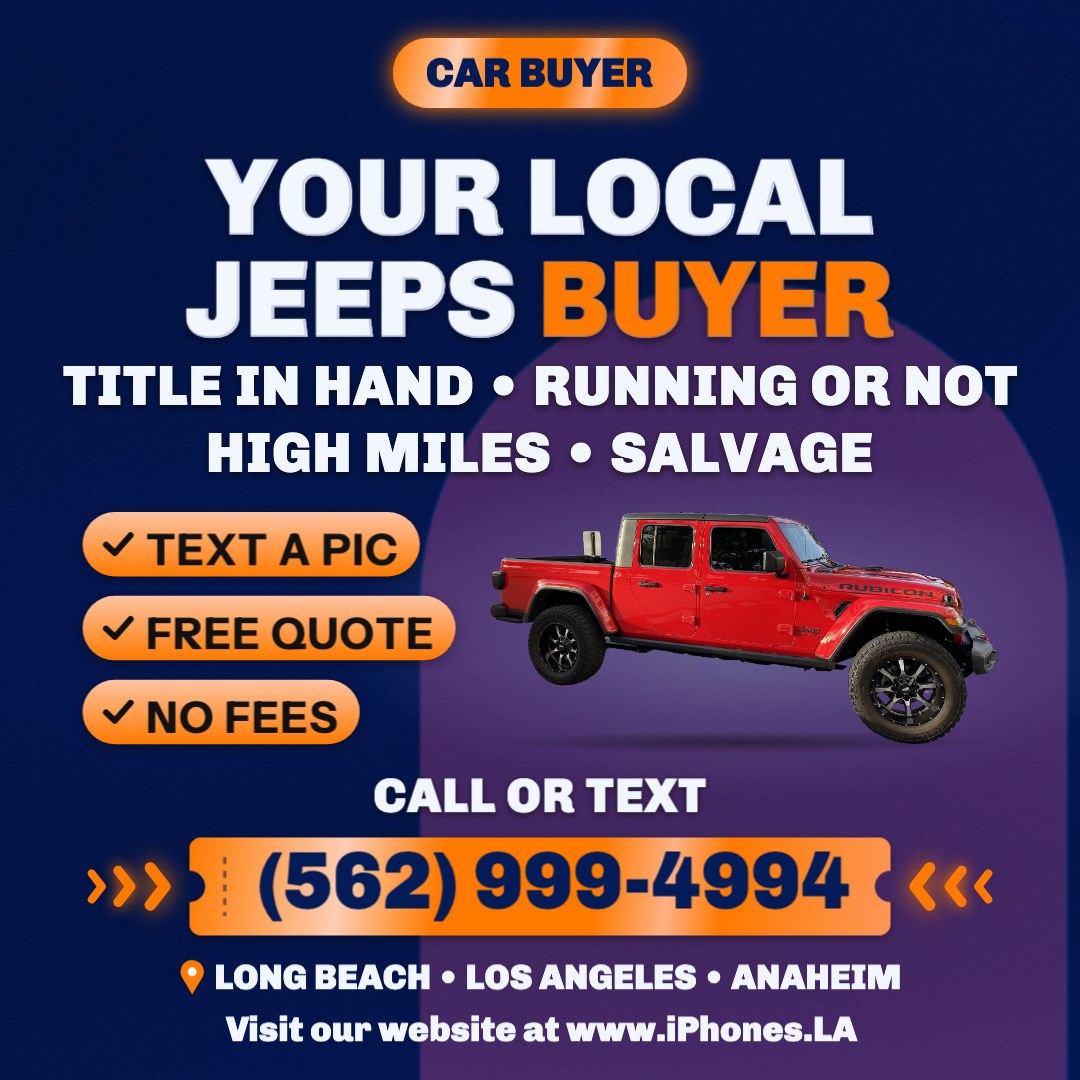 CAR BUYER
YOUR LOCAL
JEEPS BUYER
TITLE IN HAND • RUNNING OR NOT
HIGH MILES • SALVAGE
✓ TEXT A PIC
✓ FREE QUOTE
✓ NO FEES
RUBICON
Jeep
CALL OR TEXT
(562) 999-4994
LONG BEACH • LOS ANGELES • ANAHEIM
Visit our website at www.iPhones.LA